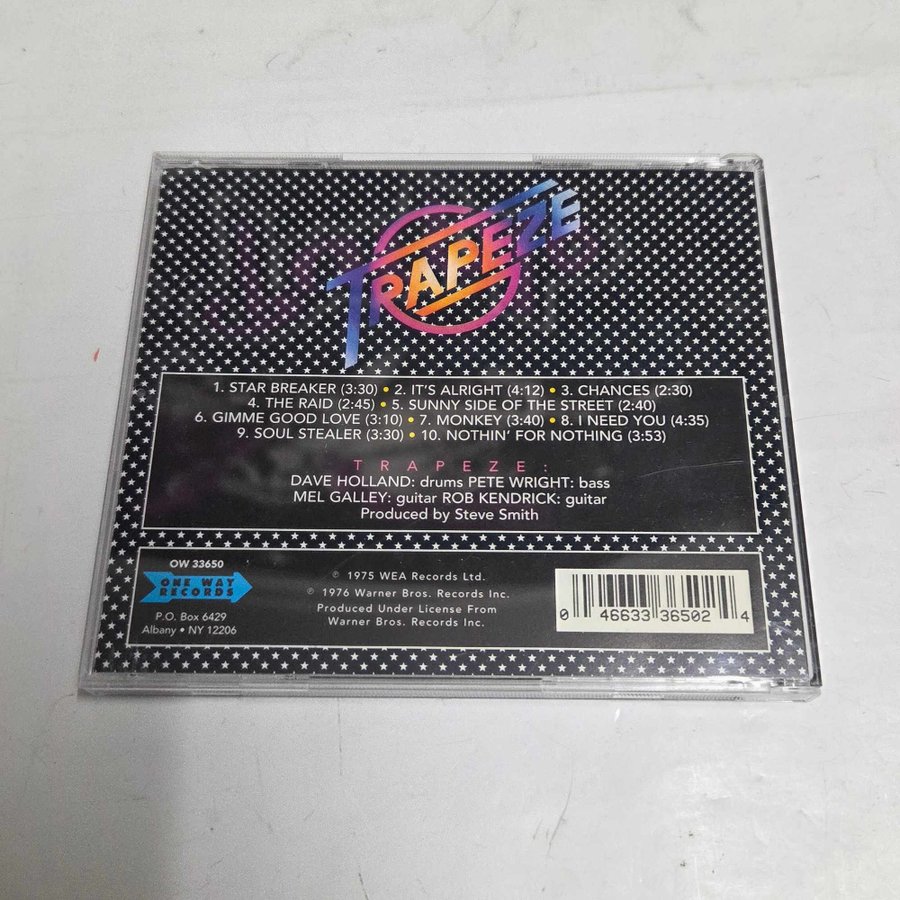 TRAPEZE
1. STAR BREAKER (3:30) • 2. IT'S ALRIGHT (4:12) • 3. CHANCES (2:30)
4. THE RAID (2:45) • 5. SUNNY SIDE OF THE STREET (2:40)
6. GIMME GOOD LOVE (3:10) • 7. MONKEY (3:40) • 8. I NEED YOU (4:35)
9. SOUL STEALER (3:30) • 10. NOTHIN' FOR NOTHING (3:53)
TRAPEZE:
DAVE HOLLAND: drums PETE WRIGHT: bass
MEL GALLEY: guitar ROB KENDRICK: guitar
Produced by Steve Smith
OW 33650
ONE WAY
RECORDS
P.O. Box 6429
Albany • NY 12206
℗ 1975 WEA Records Ltd.
℗ 1976 Warner Bros. Records Inc.
Produced Under License From
Warner Bros. Records Inc.
0 46633 36502 4